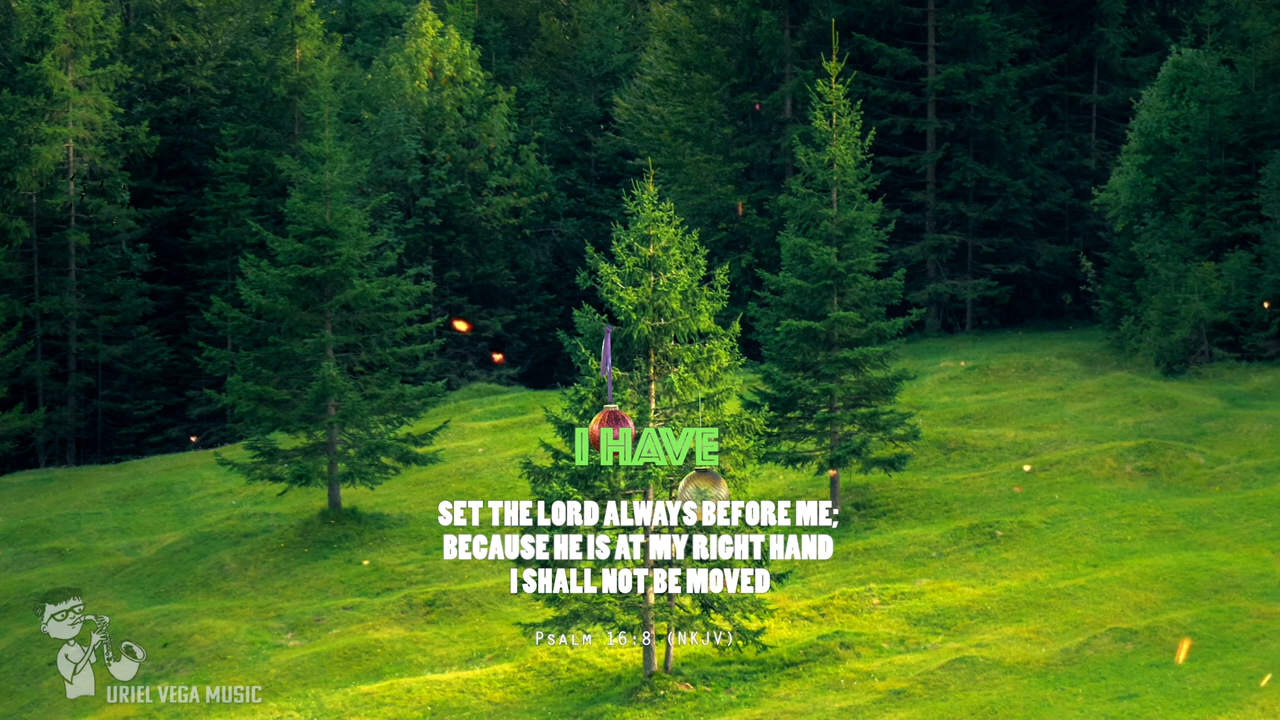 I HAVE
SET THE LORD ALWAYS BEFORE ME;
BECAUSE HE IS AT MY RIGHT HAND
I SHALL NOT BE MOVED
PSALM 16:8 (NKJV)
URIEL VEGA MUSIC